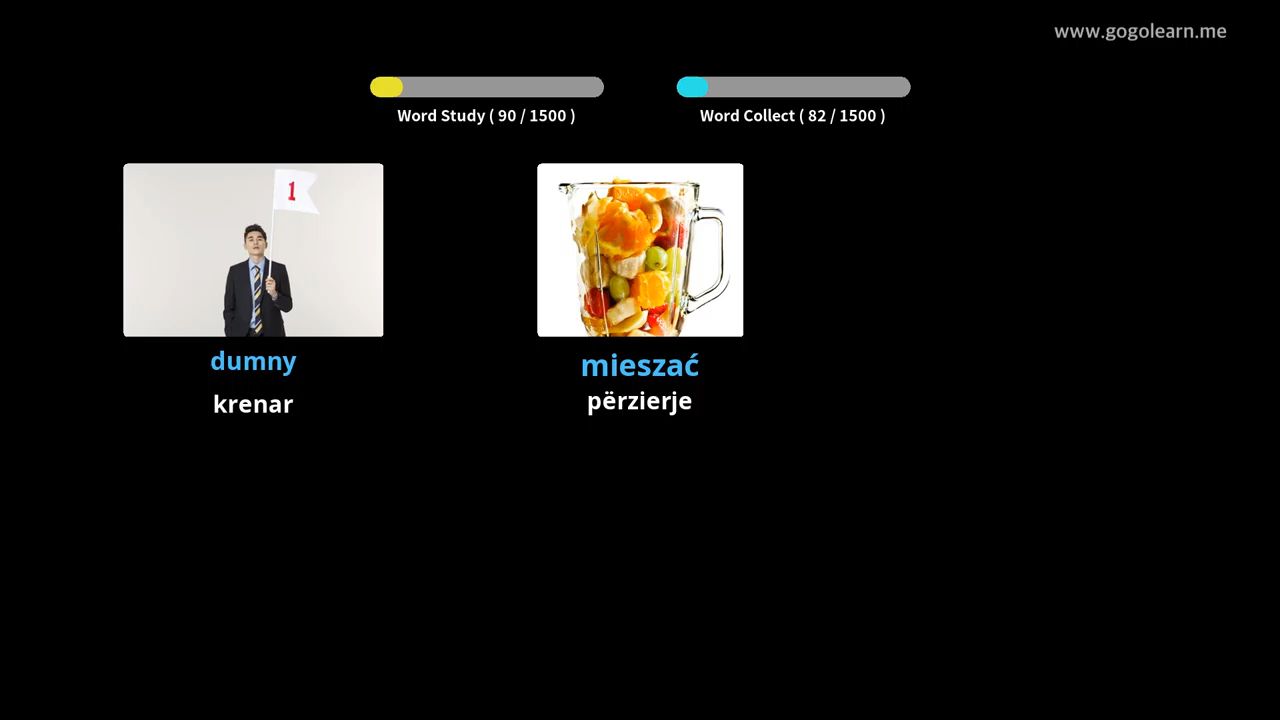 www.gogolearn.me
Word Study ( 90 / 1500 )
Word Collect ( 82 / 1500 )
1
dumny
krenar
mieszać
përzierje